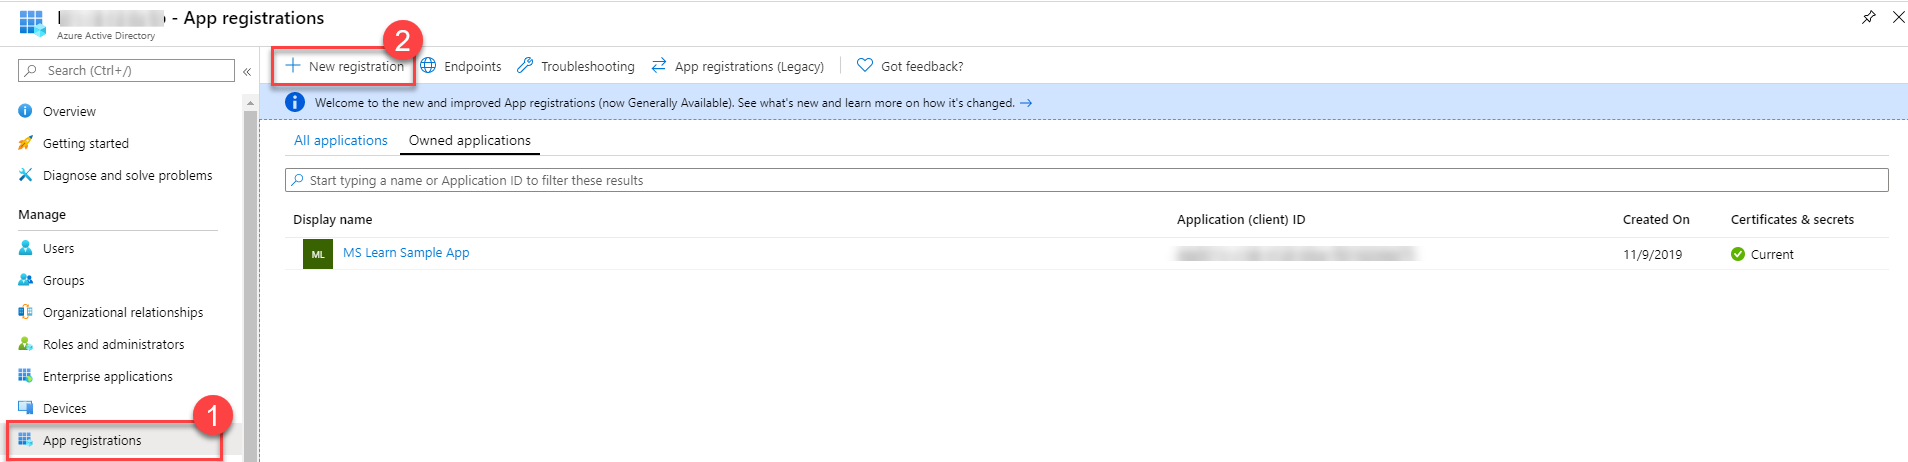 - App registrations
Azure Active Directory
Search (Ctrl+/)
«
Overview
Getting started
Diagnose and solve problems
Manage
Users
Groups
Organizational relationships
Roles and administrators
Enterprise applications
Devices
App registrations
1
2
New registration
Endpoints
Troubleshooting
App registrations (Legacy)
Got feedback?
Welcome to the new and improved App registrations (now Generally Available). See what's new and learn more on how it's changed. →
All applications
Owned applications
Start typing a name or Application ID to filter these results
Display name
Application (client) ID
Created On
Certificates & secrets
ML
MS Learn Sample App
11/9/2019
Current